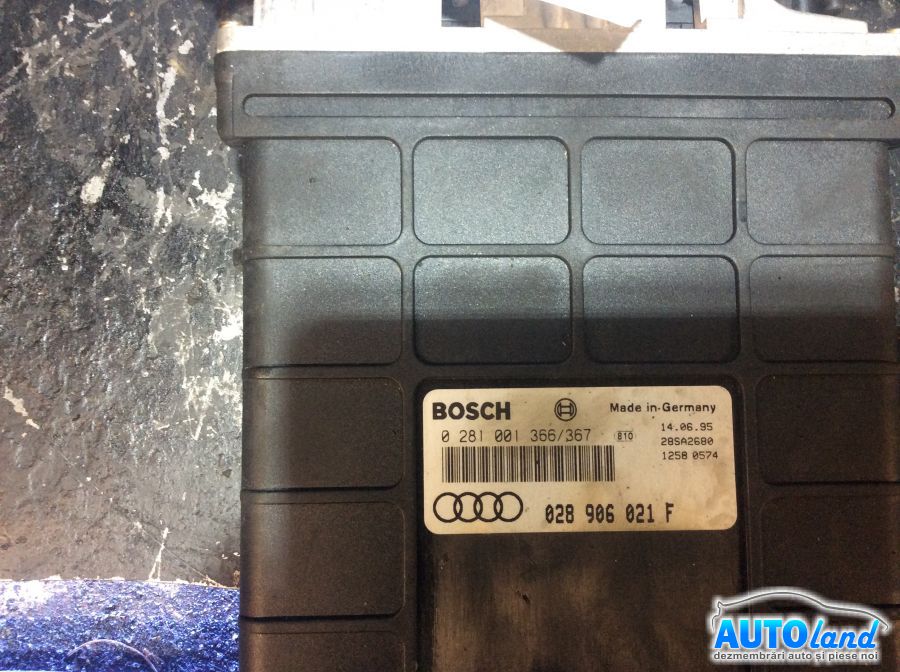 BOSCH
Made in Germany
0 281 001 366/367
810
14.06.95
28SA2680
1258 0574
028 906 021 F
AUTOland
dezmembrări auto și piese noi